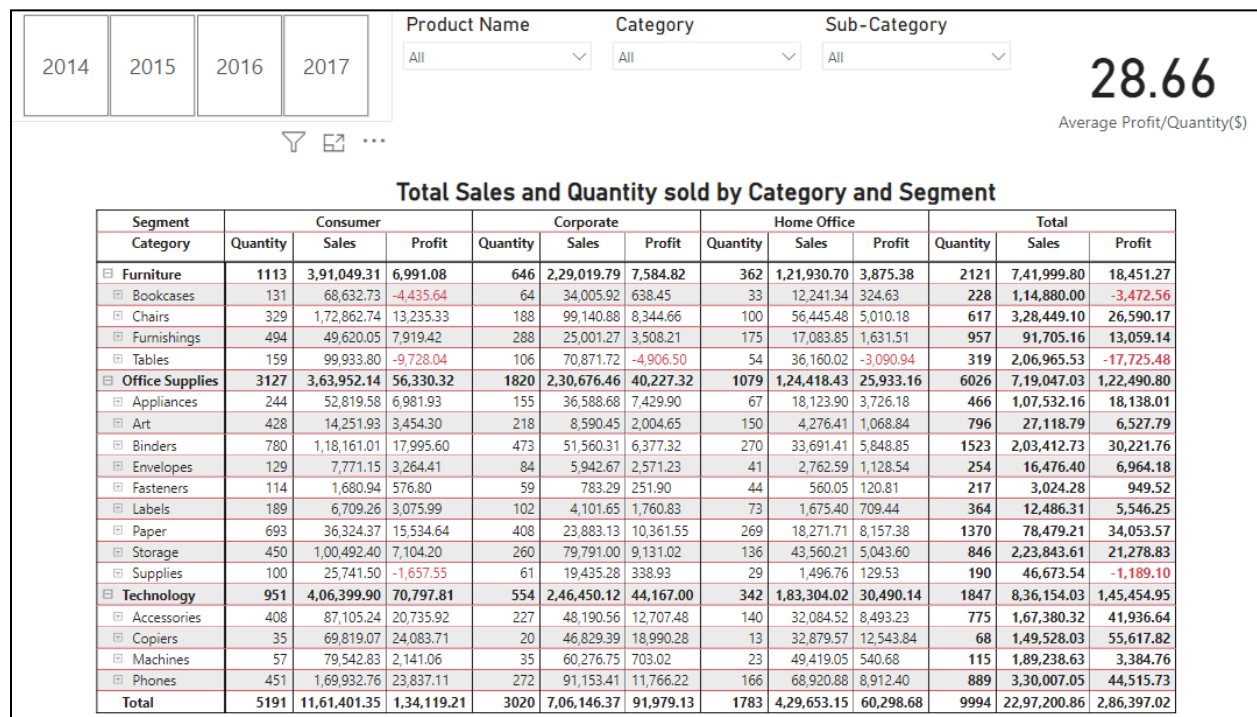 Product Name Category Sub-Category
2014 2015 2016 2017 All All All
28.66
Average Profit/Quantity($)
Total Sales and Quantity sold by Category and Segment
Segment Consumer Corporate Home Office Total
Category Quantity Sales Profit Quantity Sales Profit Quantity Sales Profit Quantity Sales Profit
Furniture 1113 3,91,049.31 6,991.08 646 2,29,019.79 7,584.82 362 1,21,930.70 3,875.38 2121 7,41,999.80 18,451.27
Bookcases 131 68,632.73 -4,435.64 64 34,005.92 638.45 33 12,241.34 324.63 228 1,14,880.00 -3,472.56
Chairs 329 1,72,862.74 13,235.33 188 99,140.88 8,344.66 100 56,445.48 5,010.18 617 3,28,449.10 26,590.17
Furnishings 494 49,620.05 7,919.42 288 25,001.27 3,508.21 175 17,083.85 1,631.51 957 91,705.16 13,059.14
Tables 159 99,933.80 -9,728.04 106 70,871.72 -4,906.50 54 36,160.02 -3,090.94 319 2,06,965.53 -17,725.48
Office Supplies 3127 3,63,952.14 56,330.32 1820 2,30,676.46 40,227.32 1079 1,24,418.43 25,933.16 6026 7,19,047.03 1,22,490.80
Appliances 244 52,819.58 6,981.93 155 36,588.68 7,429.90 67 18,123.90 3,726.18 466 1,07,532.16 18,138.01
Art 428 14,251.93 3,454.30 218 8,590.45 2,004.65 150 4,276.41 1,068.84 796 27,118.79 6,527.79
Binders 780 1,18,161.01 17,995.60 473 51,560.31 6,377.32 270 33,691.41 5,848.85 1523 2,03,412.73 30,221.76
Envelopes 129 7,771.15 3,264.41 84 5,942.67 2,571.23 41 2,762.59 1,128.54 254 16,476.40 6,964.18
Fasteners 114 1,680.94 576.80 59 783.29 251.90 44 560.05 120.81 217 3,024.28 949.52
Labels 189 6,709.26 3,075.99 102 4,101.65 1,760.83 73 1,675.40 709.44 364 12,486.31 5,546.25
Paper 693 36,324.37 15,534.64 408 23,883.13 10,361.55 269 18,271.71 8,157.38 1370 78,479.21 34,053.57
Storage 450 1,00,492.40 7,104.20 260 79,791.00 9,131.02 136 43,560.21 5,043.60 846 2,23,843.61 21,278.83
Supplies 100 25,741.50 -1,657.55 61 19,435.28 338.93 29 1,496.76 129.53 190 46,673.54 -1,189.10
Technology 951 4,06,399.90 70,797.81 554 2,46,450.12 44,167.00 342 1,83,304.02 30,490.14 1847 8,36,154.03 1,45,454.95
Accessories 408 87,105.24 20,735.92 227 48,190.56 12,707.48 140 32,084.52 8,493.23 775 1,67,380.32 41,936.64
Copiers 35 69,819.07 24,083.71 20 46,829.39 18,990.28 13 32,879.57 12,543.84 68 1,49,528.03 55,617.82
Machines 57 79,542.83 2,141.06 35 60,276.75 703.02 23 49,419.05 540.68 115 1,89,238.63 3,384.76
Phones 451 1,69,932.76 23,837.11 272 91,153.41 11,766.22 166 68,920.88 8,912.40 889 3,30,007.05 44,515.73
Total 5191 11,61,401.35 1,34,119.21 3020 7,06,146.37 91,979.13 1783 4,29,653.15 60,298.68 9994 22,97,200.86 2,86,397.02